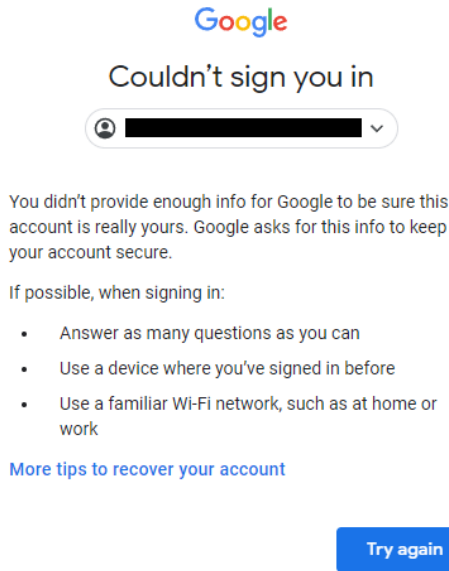 Google
Couldn't sign you in
You didn't provide enough info for Google to be sure this
account is really yours. Google asks for this info to keep
your account secure.
If possible, when signing in:
• Answer as many questions as you can
• Use a device where you've signed in before
• Use a familiar Wi-Fi network, such as at home or
work
More tips to recover your account
Try again